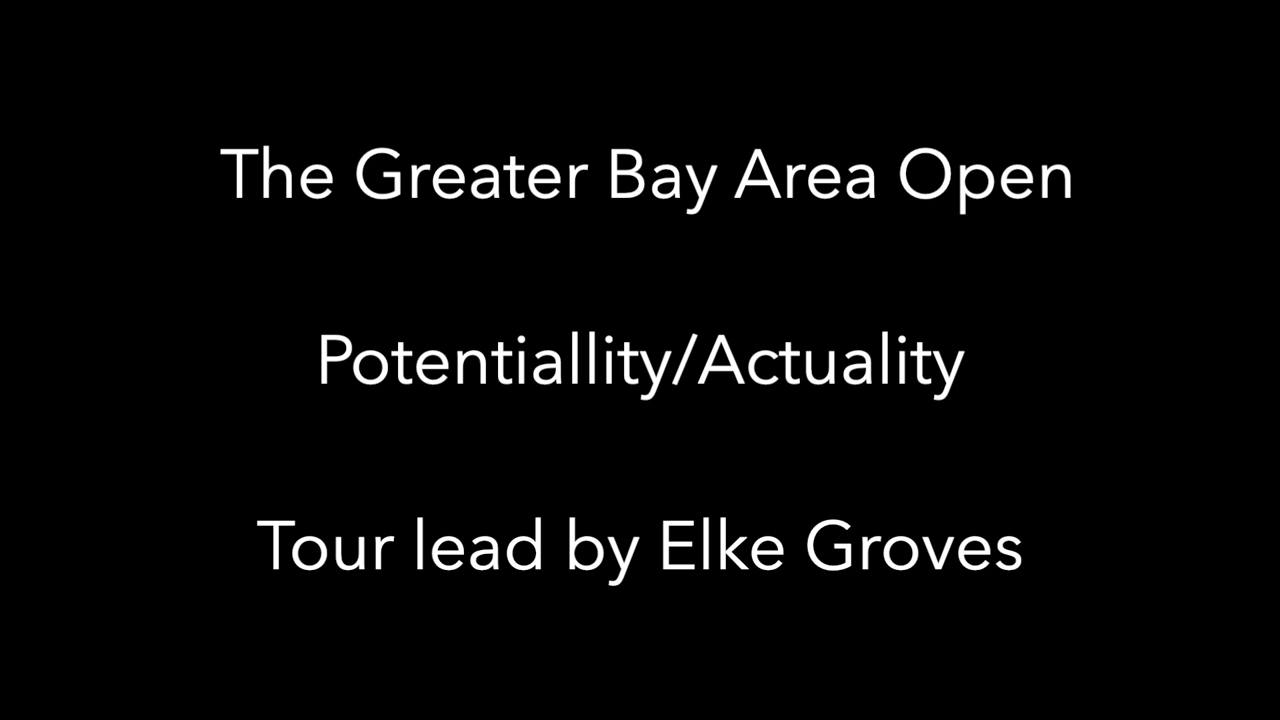 The Greater Bay Area Open
Potentiallity/Actuality
Tour lead by Elke Groves